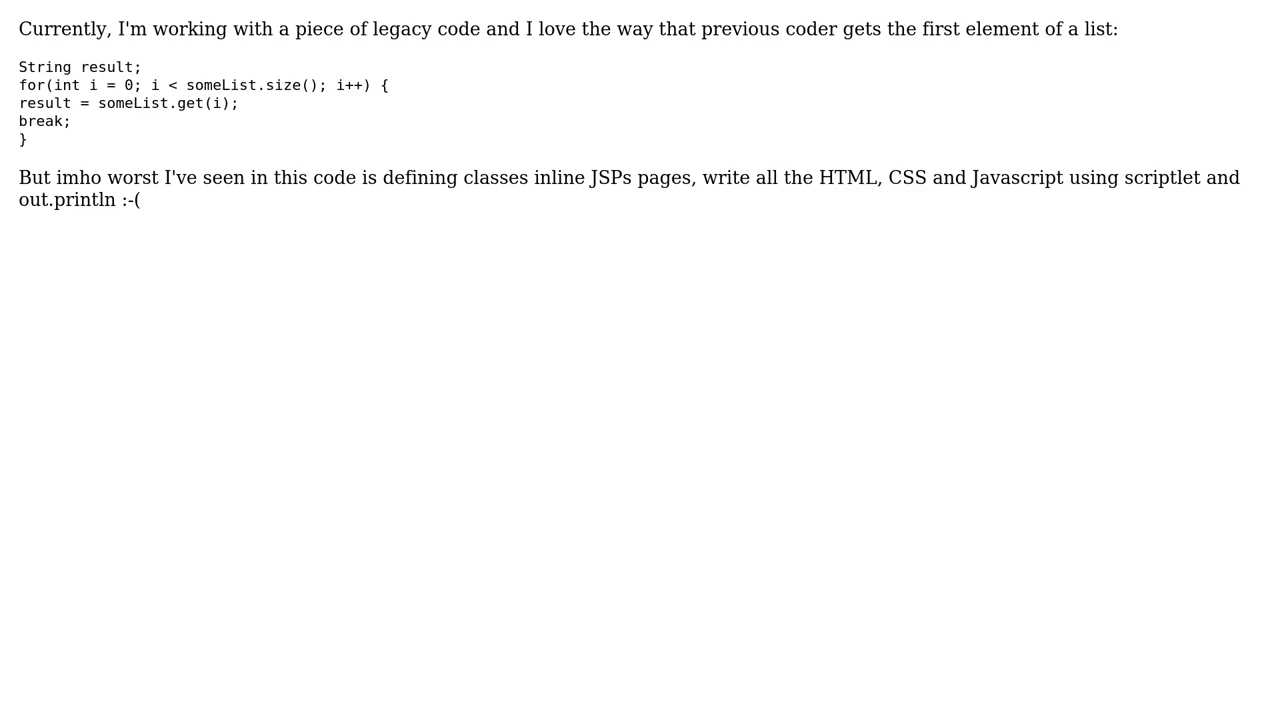 Currently, I'm working with a piece of legacy code and I love the way that previous coder gets the first element of a list:
String result;
for(int i = 0; i < someList.size(); i++) {
result = someList.get(i);
break;
}
But imho worst I've seen in this code is defining classes inline JSPs pages, write all the HTML, CSS and Javascript using scriptlet and
out.println :-(